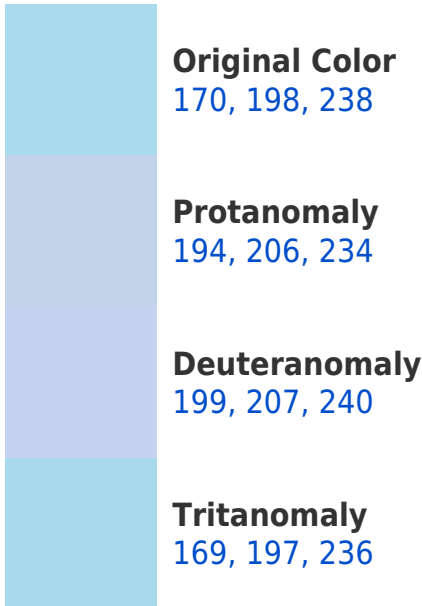 Original Color
170, 198, 238
Protanomaly
194, 206, 234
Deuteranomaly
199, 207, 240
Tritanomaly
169, 197, 236